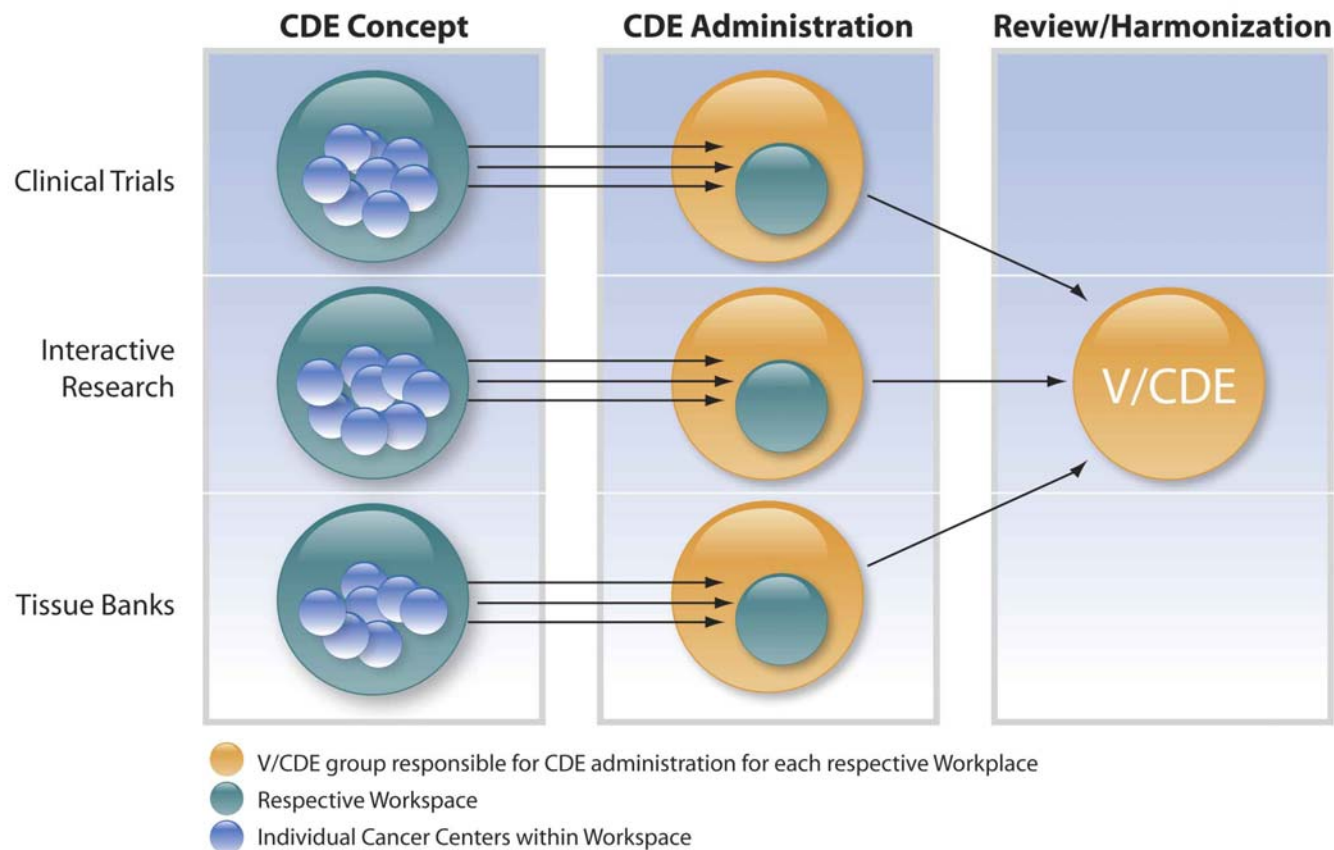 CDE Concept
CDE Administration
Review/Harmonization
Clinical Trials
Interactive
Research
V/CDE
Tissue Banks
V/CDE group responsible for CDE administration for each respective Workplace
Respective Workspace
Individual Cancer Centers within Workspace